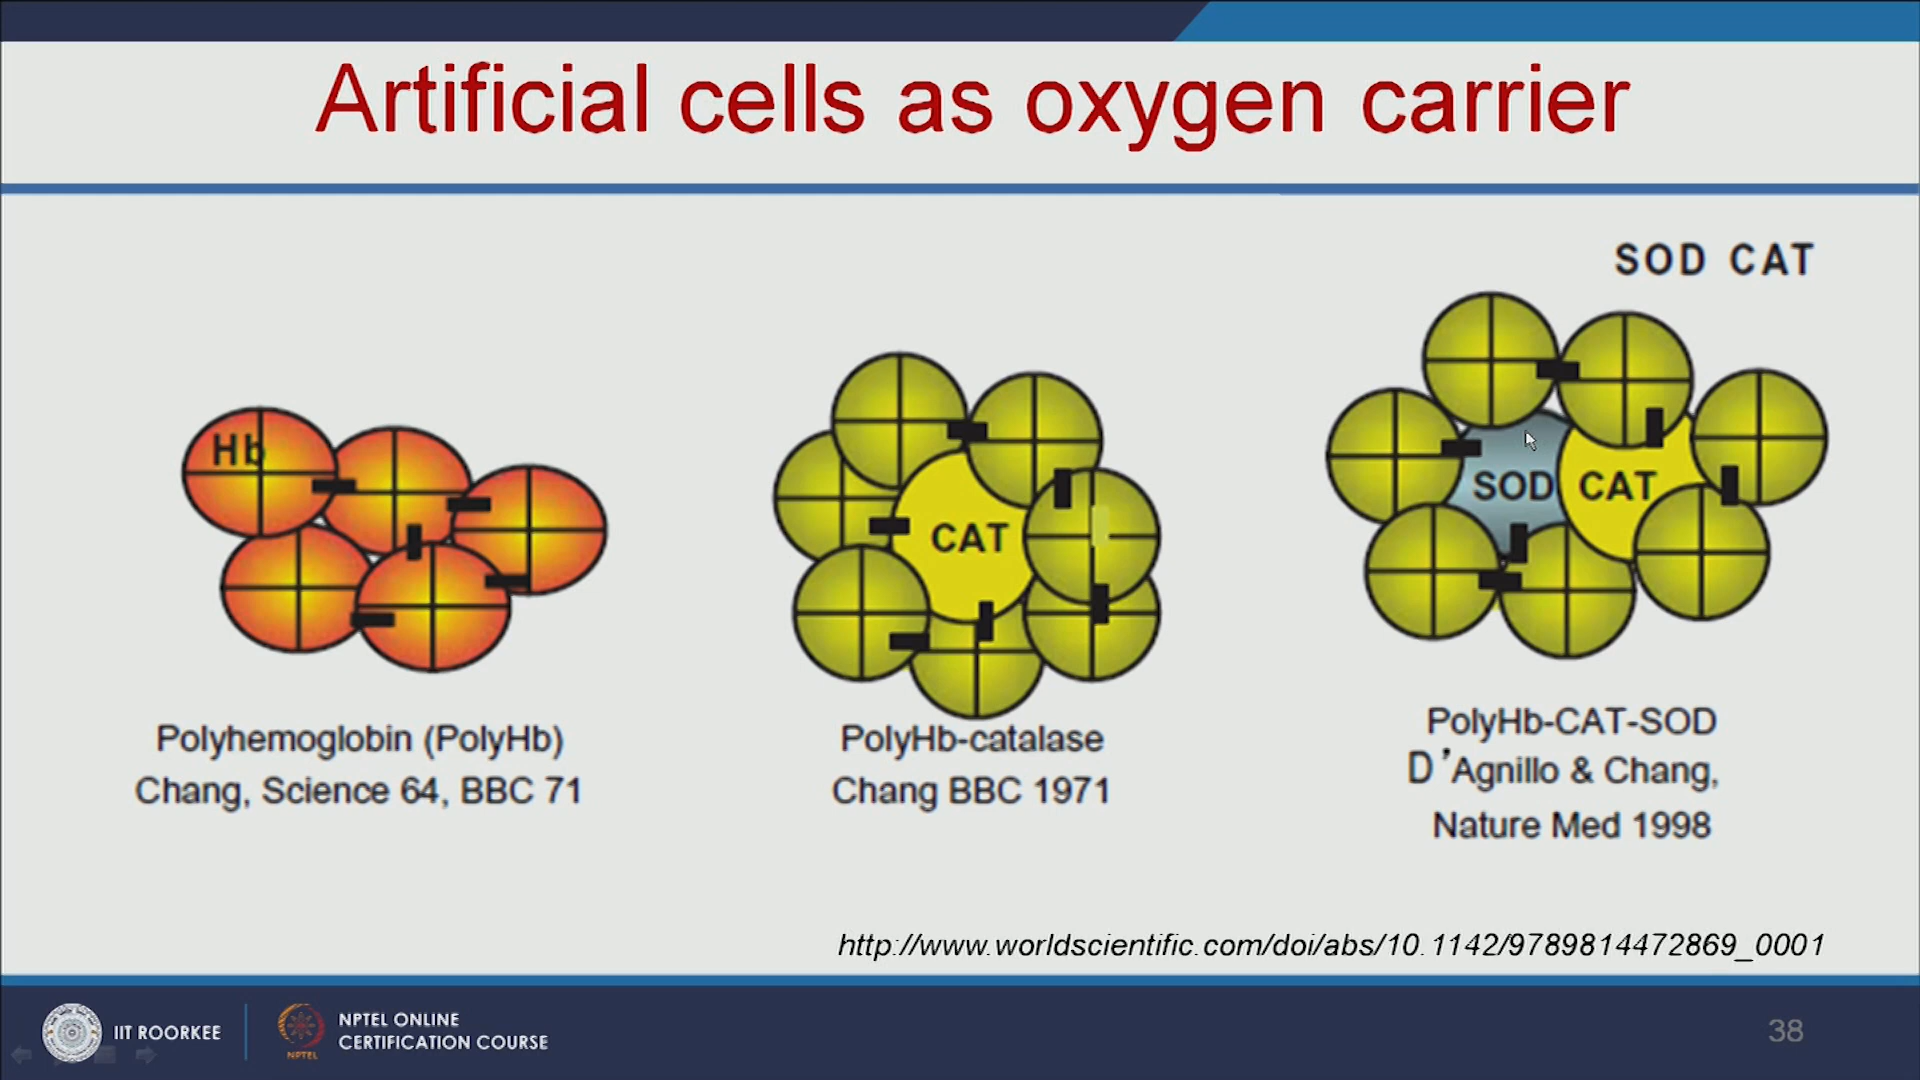 Artificial cells as oxygen carrier
Hb
Polyhemoglobin (PolyHb)
Chang, Science 64, BBC 71
CAT
PolyHb-catalase
Chang BBC 1971
SOD CAT
SOD CAT
PolyHb-CAT-SOD
D’Agnillo & Chang,
Nature Med 1998
http://www.worldscientific.com/doi/abs/10.1142/9789814472869_0001
IIT ROORKEE
NPTEL
NPTEL ONLINE
CERTIFICATION COURSE
38